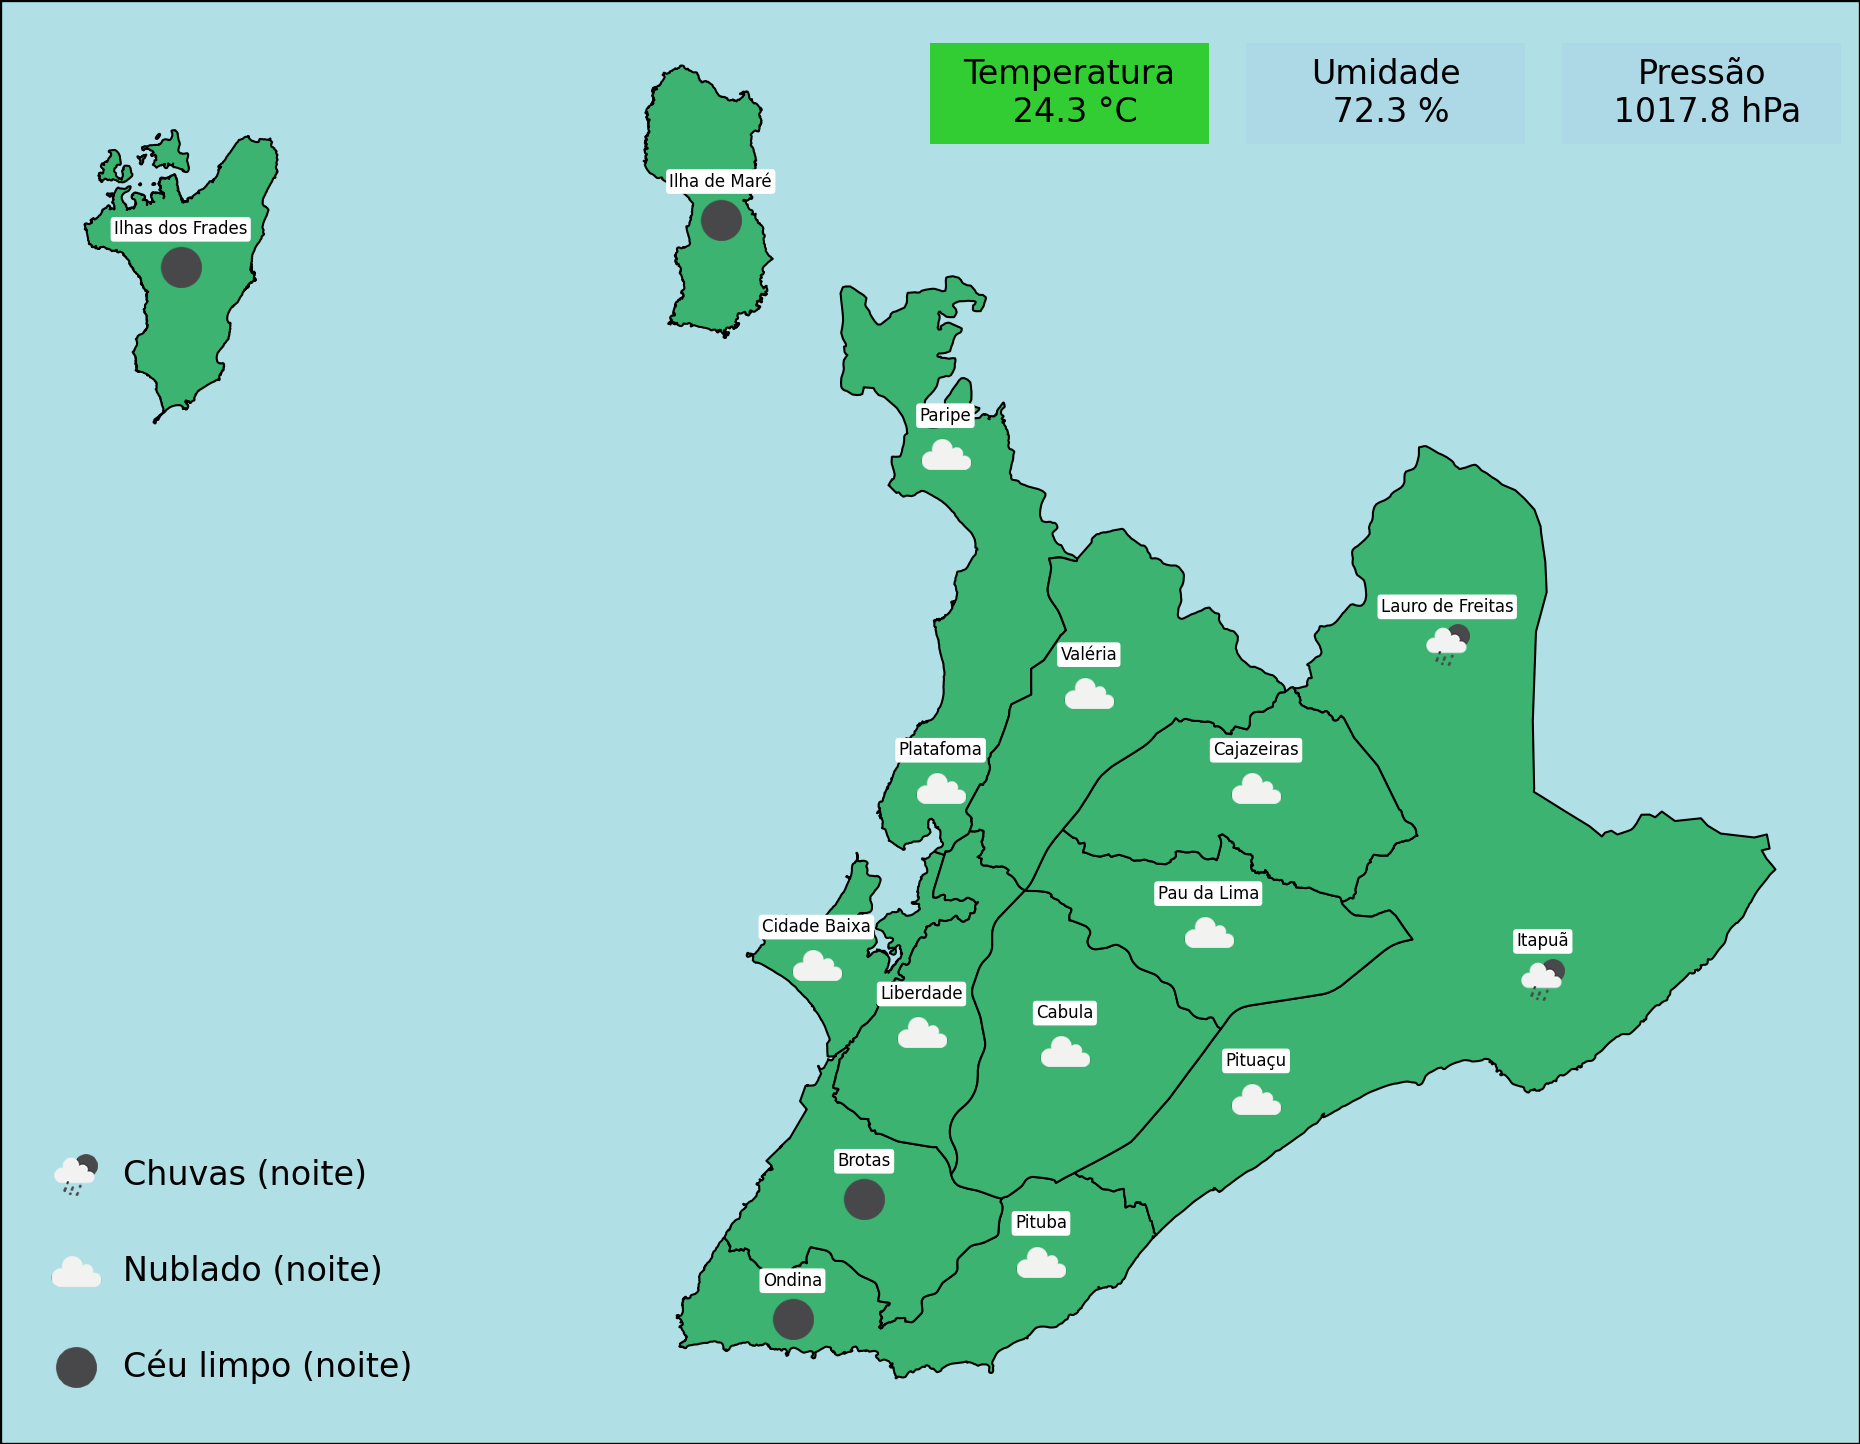 Temperatura
24.3 °C
Umidade
72.3 %
Pressão
1017.8 hPa
Ilha de Maré
Ilhas dos Frades
Paripe
Lauro de Freitas
Valéria
Platafoma
Cajazeiras
Pau da Lima
Cidade Baixa
Itapuã
Liberdade
Cabula
Pituaçu
Brotas
Pituba
Ondina
Chuvas (noite)
Nublado (noite)
Céu limpo (noite)